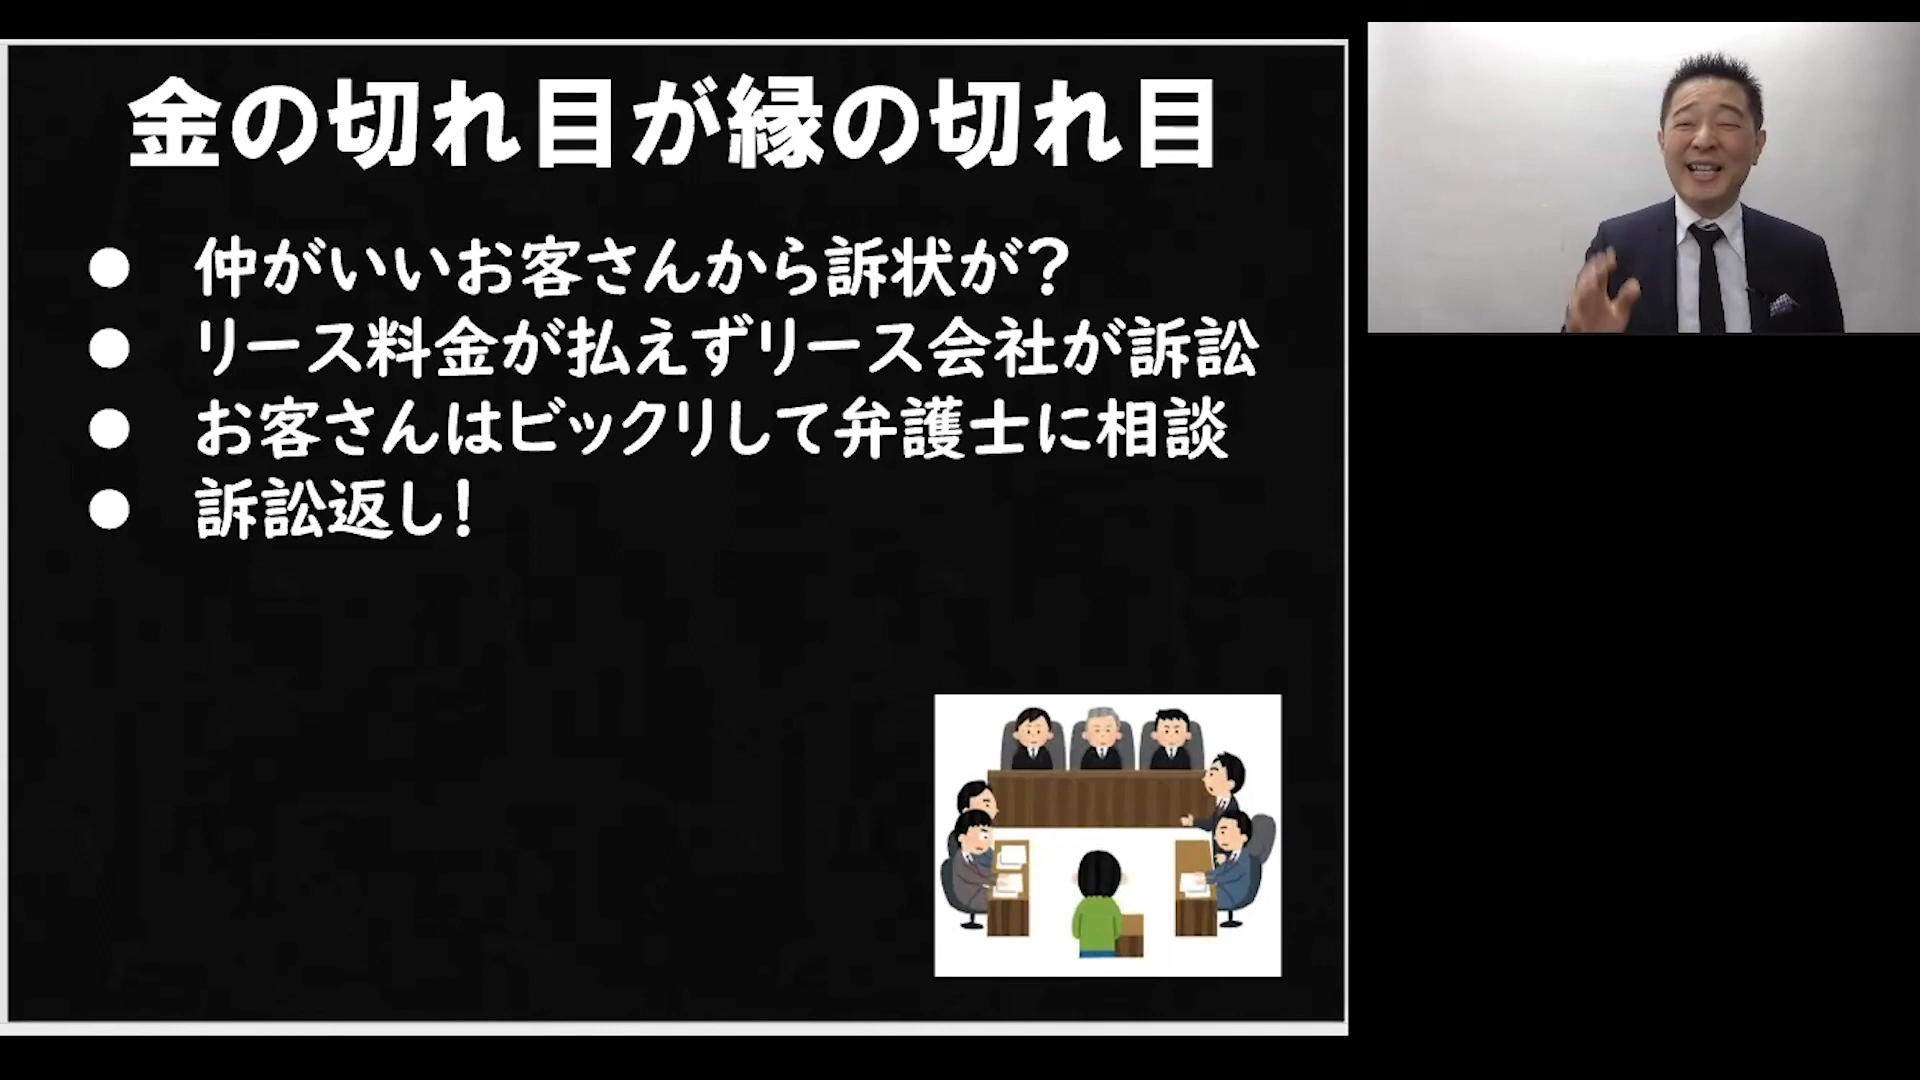 金の切れ目が縁の切れ目
● 仲がいいお客さんから訴状が?
● リース料金が払えずリース会社が訴訟
● お客さんはビックリして弁護士に相談
● 訴訟返し!